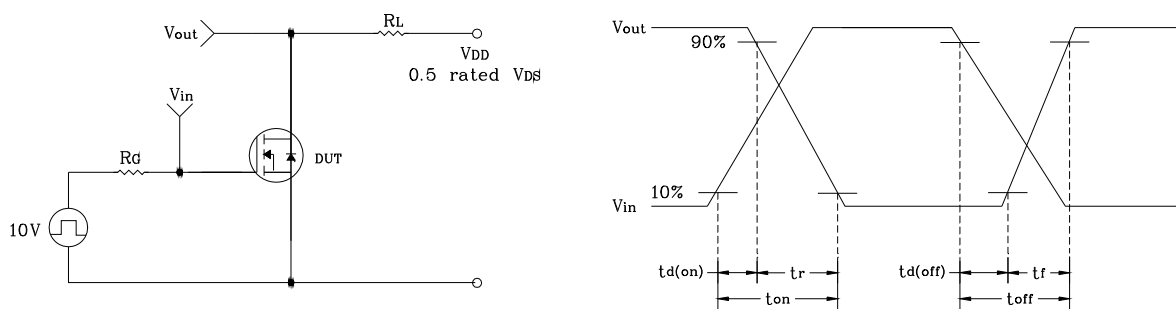 Vout
RL
VDD
0.5 rated VDS
Vin
RG
DUT
10V
Vout
90%
10%
Vin
td(on)
tr
td(off)
tf
ton
toff